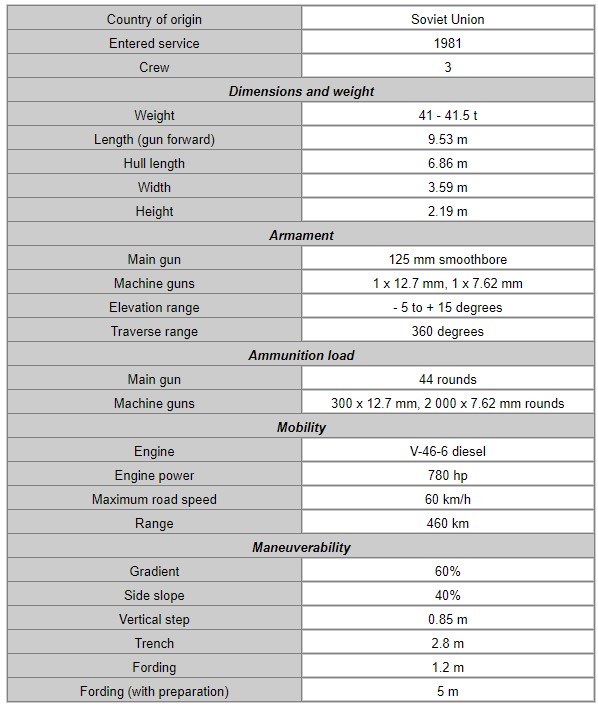 Country of origin Soviet Union
Entered service 1981
Crew 3
Dimensions and weight
Weight 41 - 41.5 t
Length (gun forward) 9.53 m
Hull length 6.86 m
Width 3.59 m
Height 2.19 m
Armament
Main gun 125 mm smoothbore
Machine guns 1 x 12.7 mm, 1 x 7.62 mm
Elevation range - 5 to + 15 degrees
Traverse range 360 degrees
Ammunition load
Main gun 44 rounds
Machine guns 300 x 12.7 mm, 2 000 x 7.62 mm rounds
Mobility
Engine V-46-6 diesel
Engine power 780 hp
Maximum road speed 60 km/h
Range 460 km
Maneuverability
Gradient 60%
Side slope 40%
Vertical step 0.85 m
Trench 2.8 m
Fording 1.2 m
Fording (with preparation) 5 m